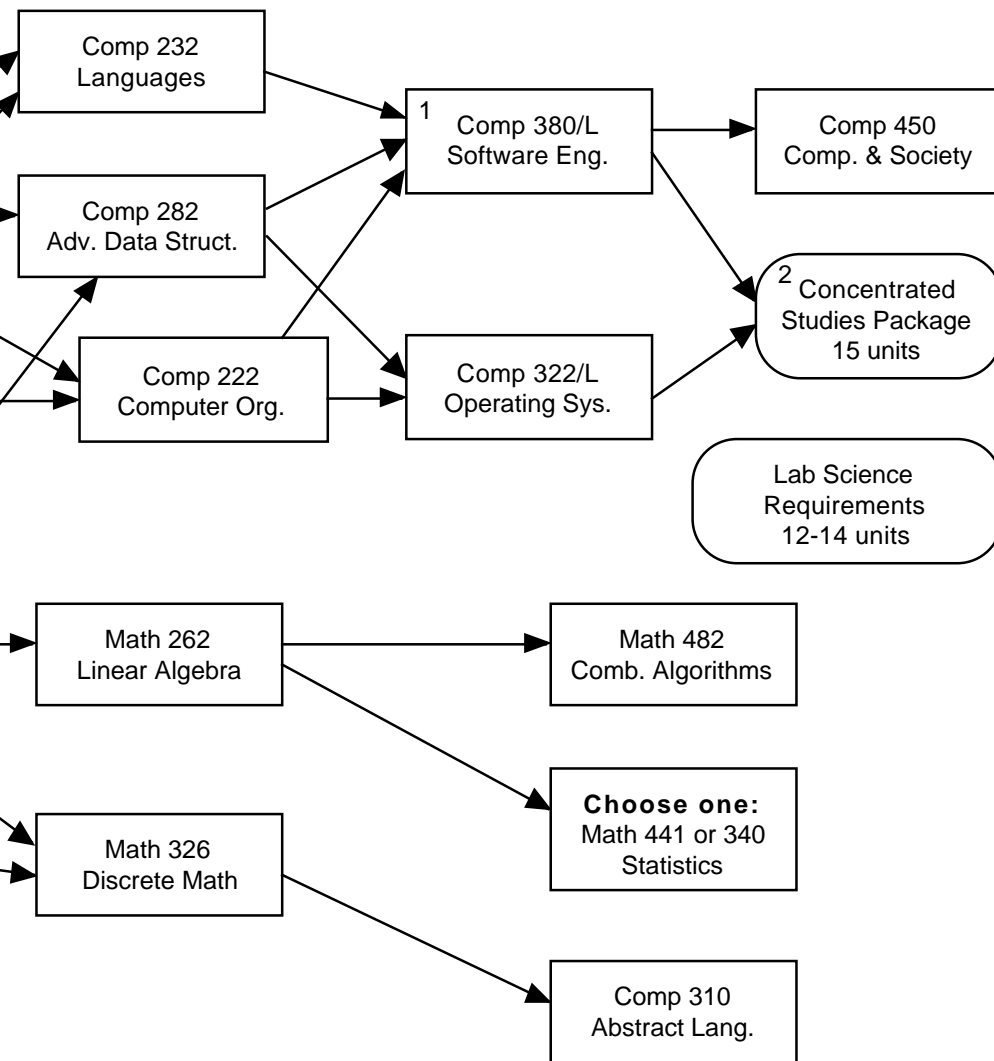 Comp 232
Languages
1
Comp 380/L
Software Eng.
Comp 450
Comp. & Society
Comp 282
Adv. Data Struct.
2
Concentrated
Studies Package
15 units
Comp 222
Computer Org.
Comp 322/L
Operating Sys.
Lab Science
Requirements
12-14 units
Math 262
Linear Algebra
Math 482
Comb. Algorithms
Choose one:
Math 441 or 340
Statistics
Math 326
Discrete Math
Comp 310
Abstract Lang.